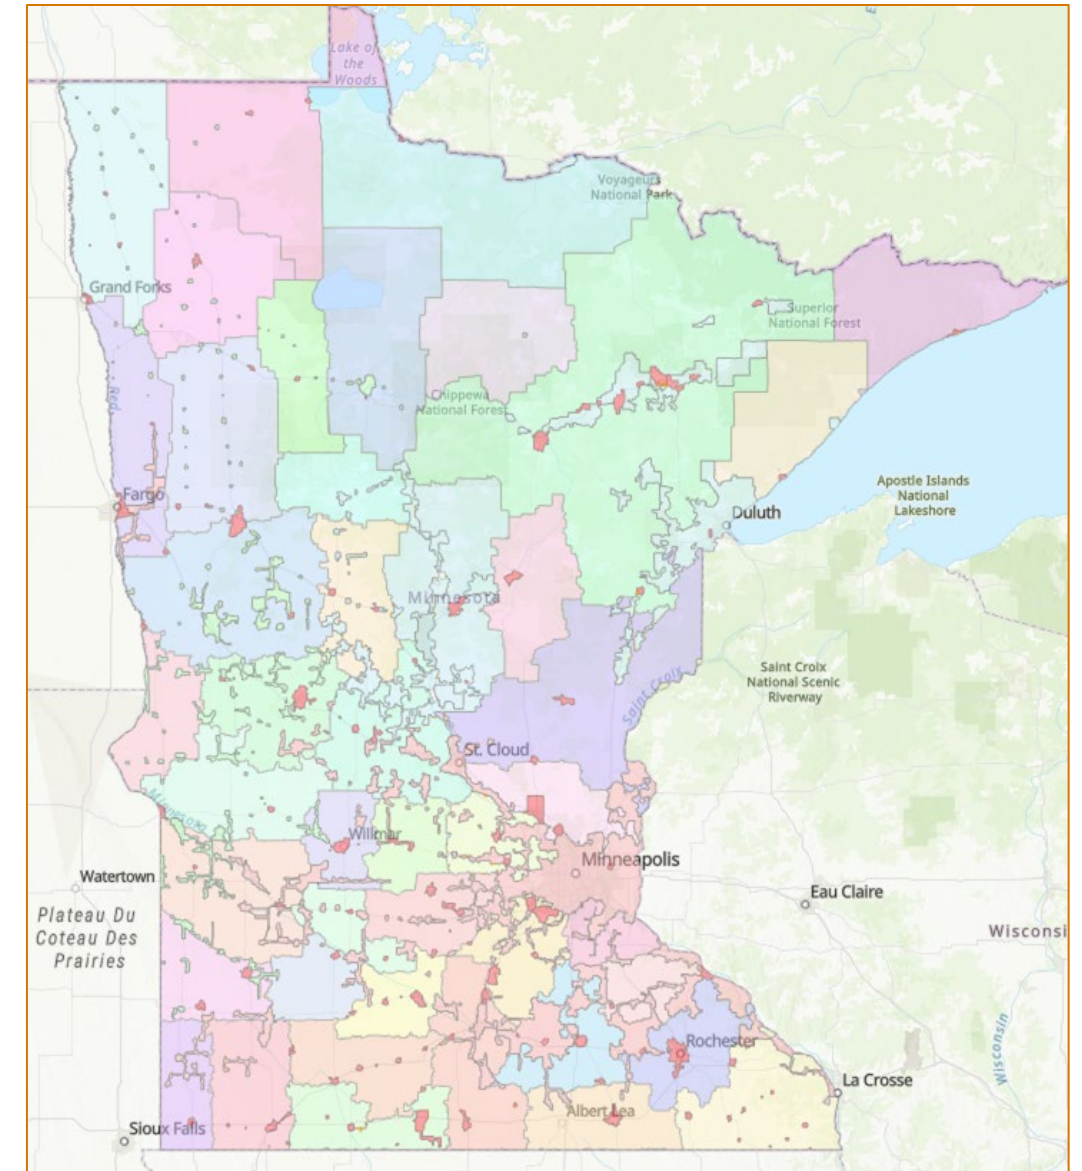 Lake of
the
Woods
Voyageurs
National Park
Grand Forks
Superior
National Forest
Red
Chippewa
National Forest
Fargo
Apostle Islands
National
Lakeshore
Duluth
Minnesota
Saint Croix
National Scenic
Riverway
Saint Croix
St. Cloud
Minnesota
Willmar
Minneapolis
Watertown
Eau Claire
Plateau Du
Coteau Des
Prairies
Wisconsi
Rochester
Wisconsin
La Crosse
Albert Lea
Sioux Falls